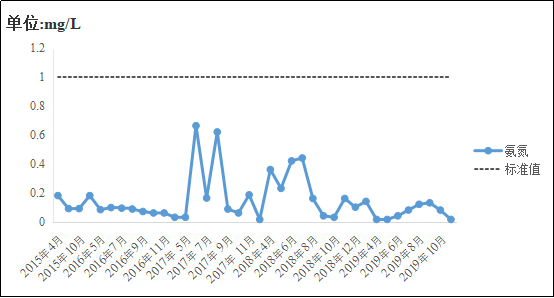 单位:mg/L
1.2
1
0.8
0.6
0.4
0.2
0
氨氮
标准值
2015年4月
2015年10月
2016年5月
2016年7月
2016年9月
2016年11月
2017年5月
2017年7月
2017年9月
2017年11月
2018年4月
2018年6月
2018年8月
2018年10月
2018年12月
2019年4月
2019年6月
2019年8月
2019年10月